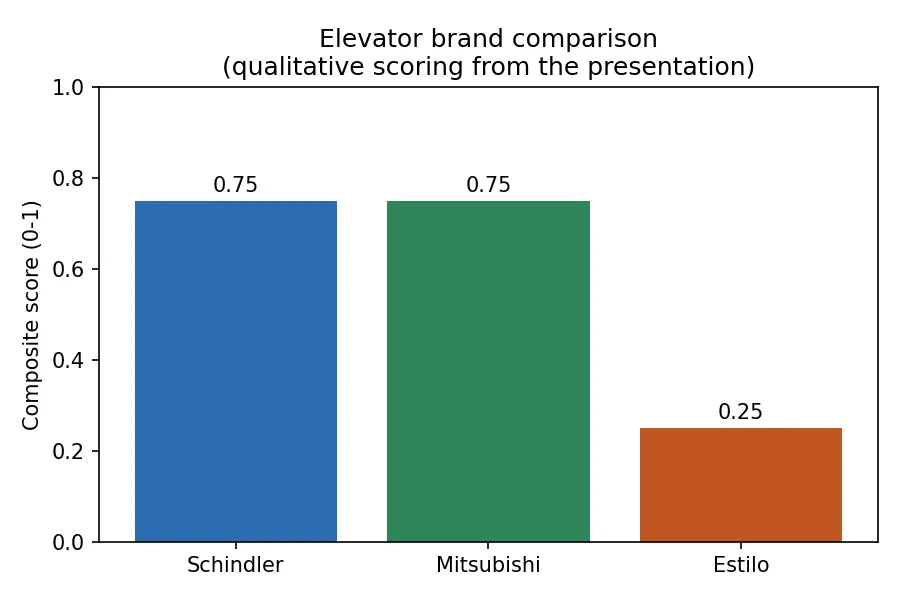 Elevator brand comparison
(qualitative scoring from the presentation)
Composite score (0-1)
1.0
0.8
0.6
0.4
0.2
0.0
0.75
0.75
0.25
Schindler
Mitsubishi
Estilo